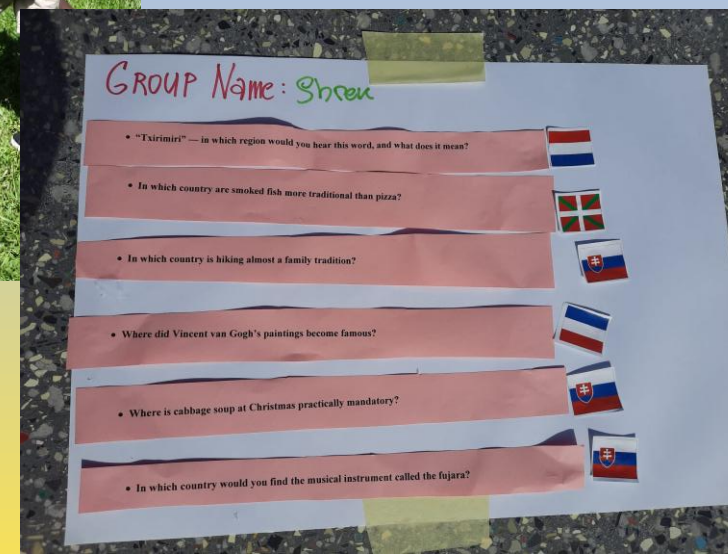 GROUP Name: Shrek
• "Txirimiri" — in which region would you hear this word, and what does it mean?
• In which country are smoked fish more traditional than pizza?
• In which country is hiking almost a family tradition?
• Where did Vincent van Gogh's paintings become famous?
• Where is cabbage soup at Christmas practically mandatory?
• In which country would you find the musical instrument called the fujara?